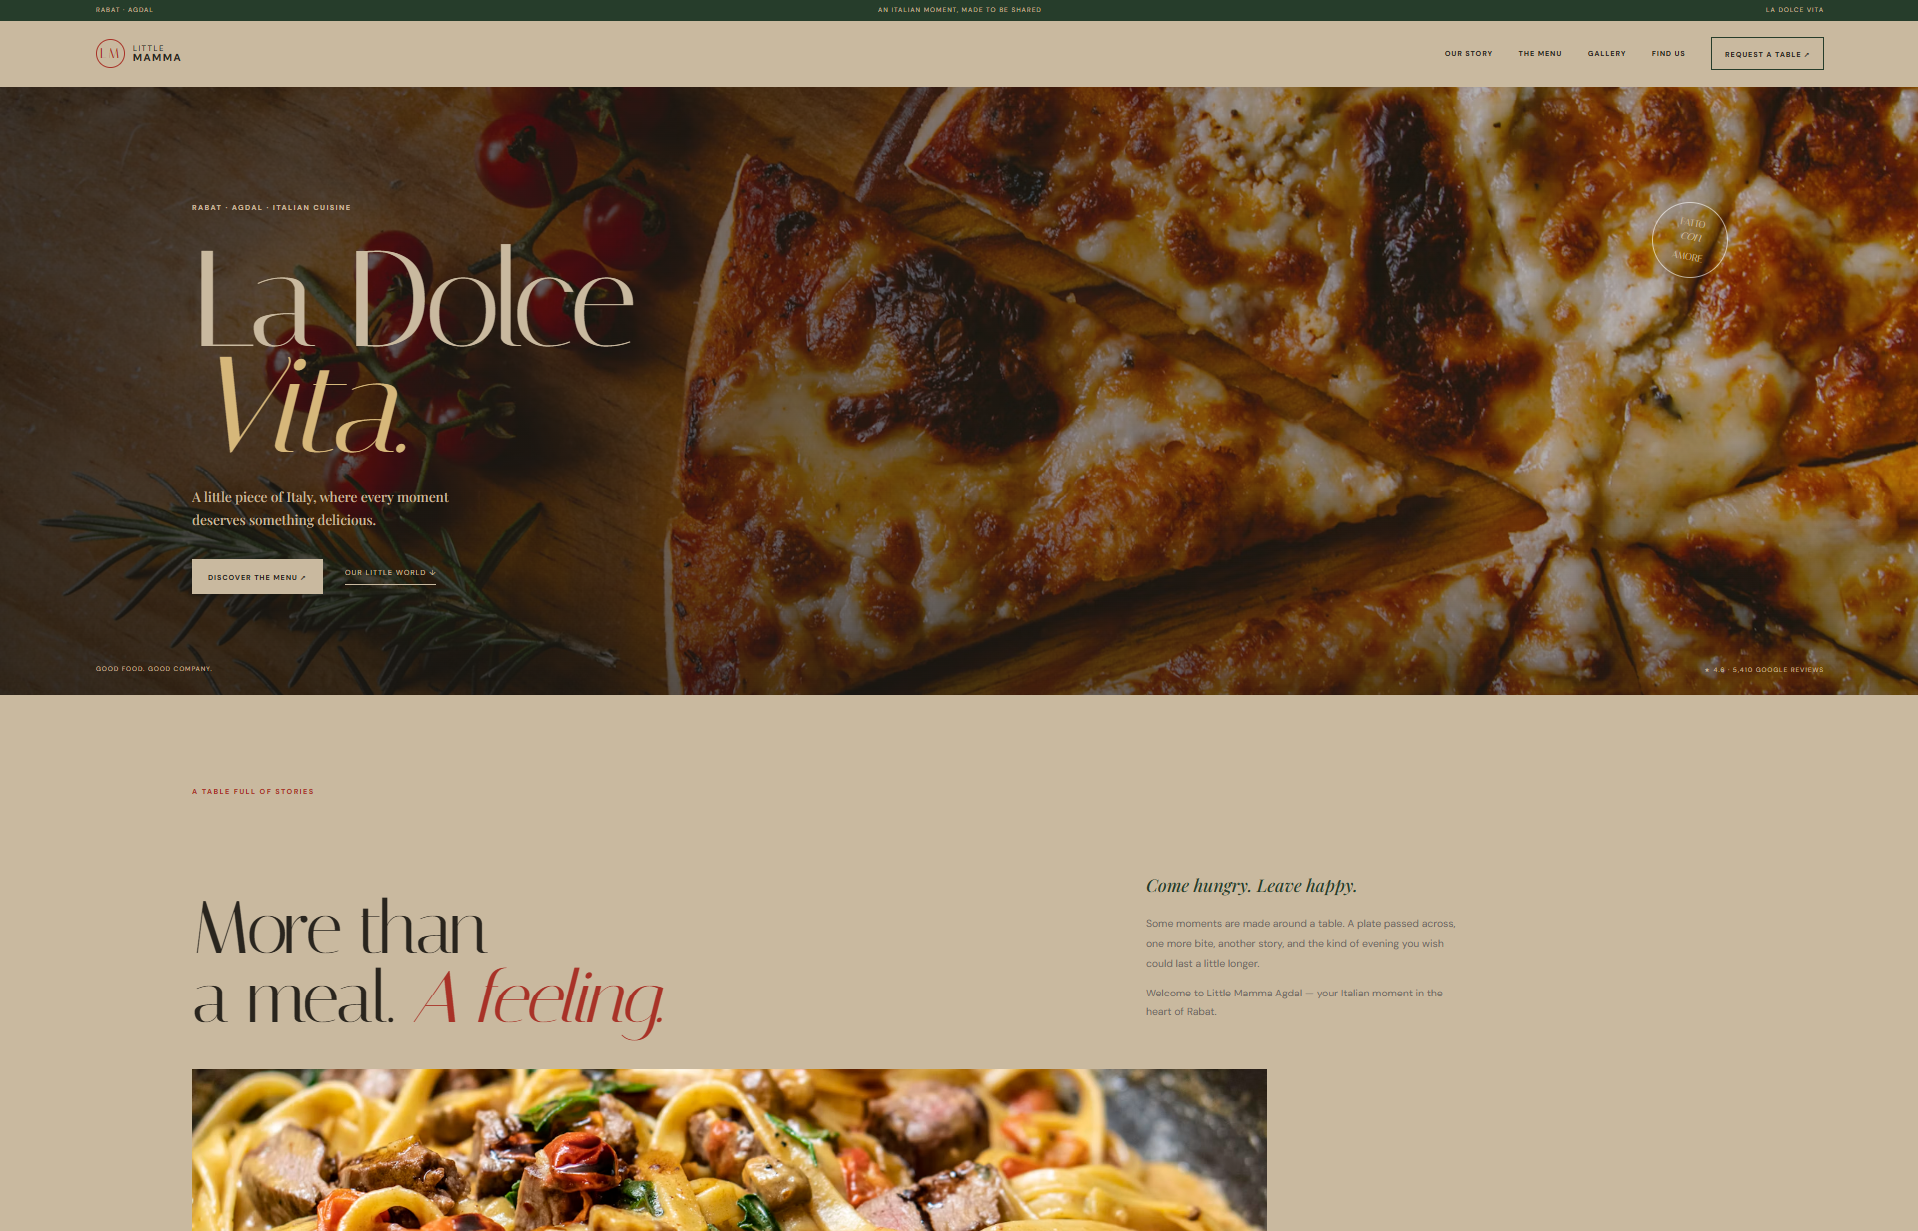 RABAT · AGDAL
AN ITALIAN MOMENT, MADE TO BE SHARED
LA DOLCE VITA
LM
LITTLE
MAMMA
OUR STORY
THE MENU
GALLERY
FIND US
REQUEST A TABLE ↗
RABAT · AGDAL · ITALIAN CUISINE
La Dolce
Vita.
FATTO
CON
AMORE
A little piece of Italy, where every moment
deserves something delicious.
DISCOVER THE MENU ↗
OUR LITTLE WORLD ↓
GOOD FOOD. GOOD COMPANY.
★ 4.6 · 5,410 GOOGLE REVIEWS
A TABLE FULL OF STORIES
More than
a meal. A feeling.
Come hungry. Leave happy.
Some moments are made around a table. A plate passed across,
one more bite, another story, and the kind of evening you wish
could last a little longer.
Welcome to Little Mamma Agdal — your Italian moment in the
heart of Rabat.